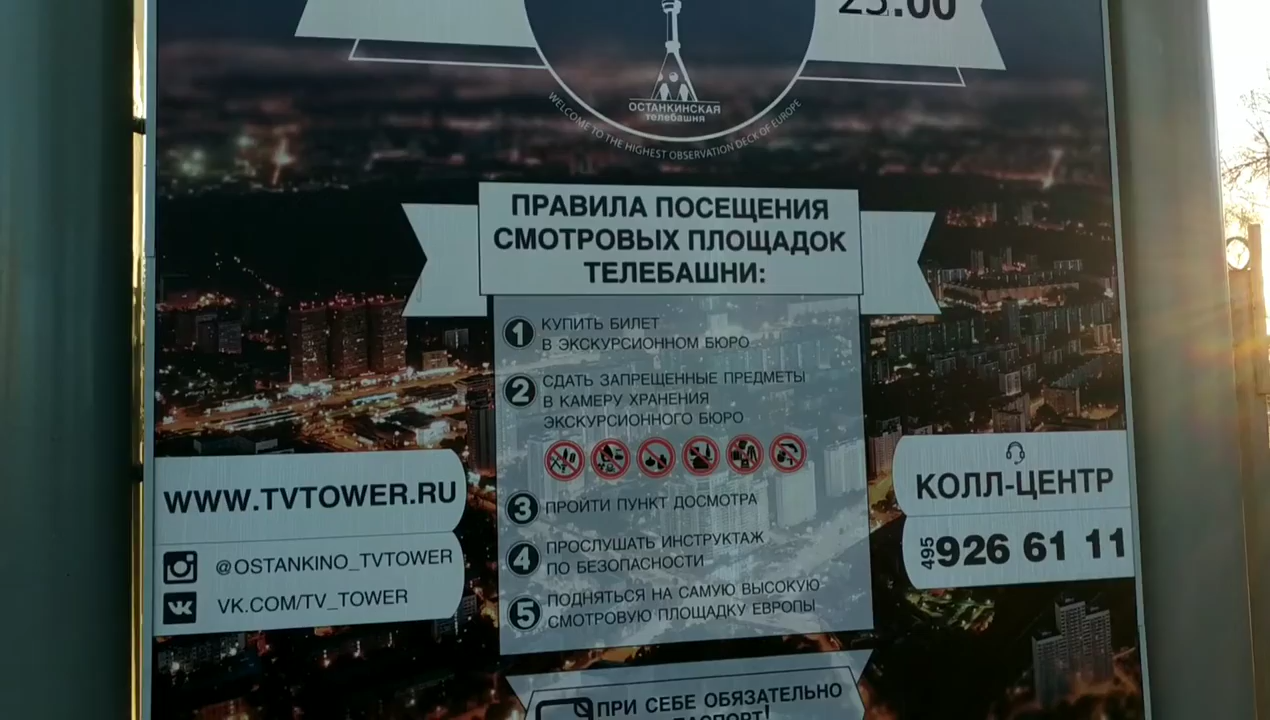 23:00
ОСТАНКИНСКАЯ
телебашня
WELCOME TO THE HIGHEST OBSERVATION DECK OF EUROPE
ПРАВИЛА ПОСЕЩЕНИЯ
СМОТРОВЫХ ПЛОЩАДОК
ТЕЛЕБАШНИ:
1 КУПИТЬ БИЛЕТ
В ЭКСКУРСИОННОМ БЮРО
2 СДАТЬ ЗАПРЕЩЕННЫЕ ПРЕДМЕТЫ
В КАМЕРУ ХРАНЕНИЯ
ЭКСКУРСИОННОГО БЮРО
3 ПРОЙТИ ПУНКТ ДОСМОТРА
4 ПРОСЛУШАТЬ ИНСТРУКТАЖ
ПО БЕЗОПАСНОСТИ
5 ПОДНЯТЬСЯ НА САМУЮ ВЫСОКУЮ
СМОТРОВУЮ ПЛОЩАДКУ ЕВРОПЫ
WWW.TVTOWER.RU
@OSTANKINO_TVTOWER
VK.COM/TV_TOWER
КОЛЛ-ЦЕНТР
495 926 61 11
ПРИ СЕБЕ ОБЯЗАТЕЛЬНО
ПАСПОРТ!